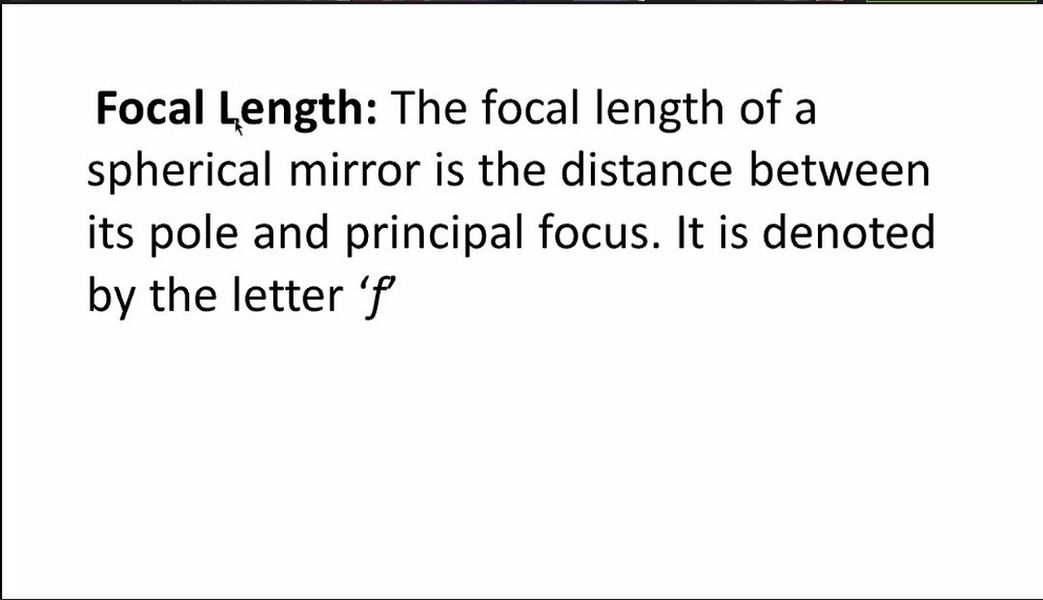 Focal Length: The focal length of a
spherical mirror is the distance between
its pole and principal focus. It is denoted
by the letter ‘f’